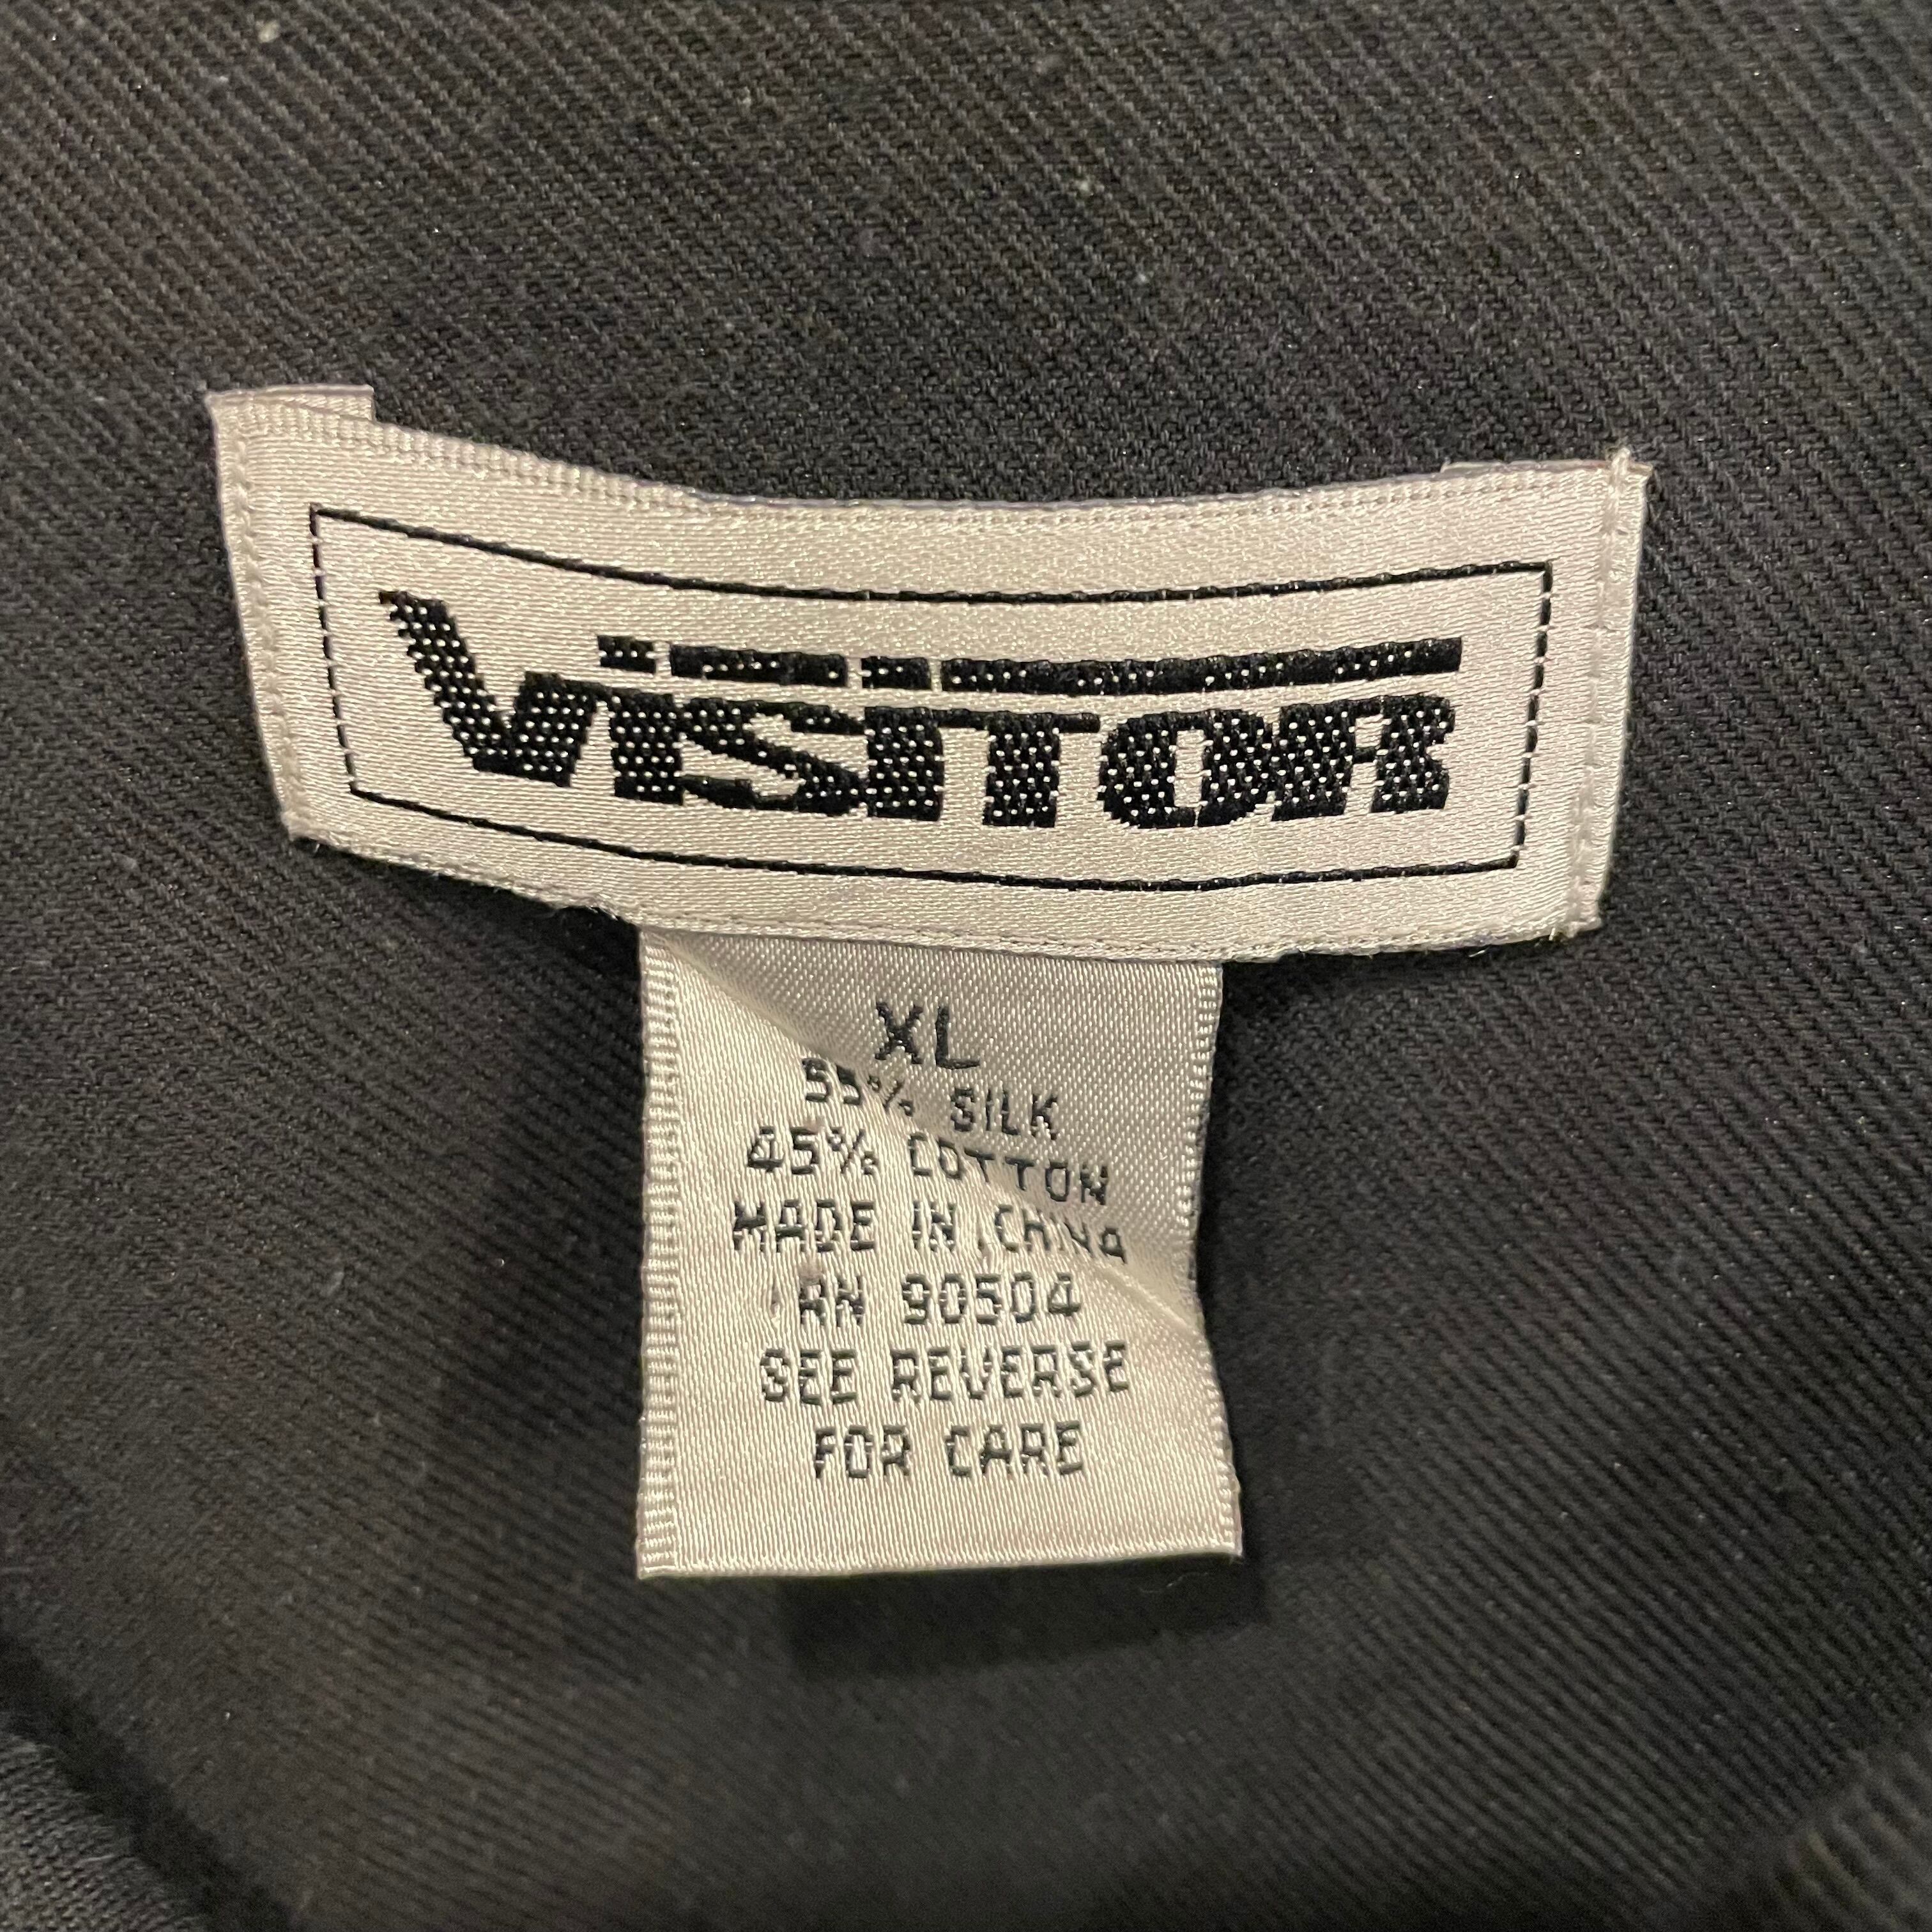 VISITOR
XL
55% SILK
45% COTTON
MADE IN CHINA
RN 90504
SEE REVERSE
FOR CARE